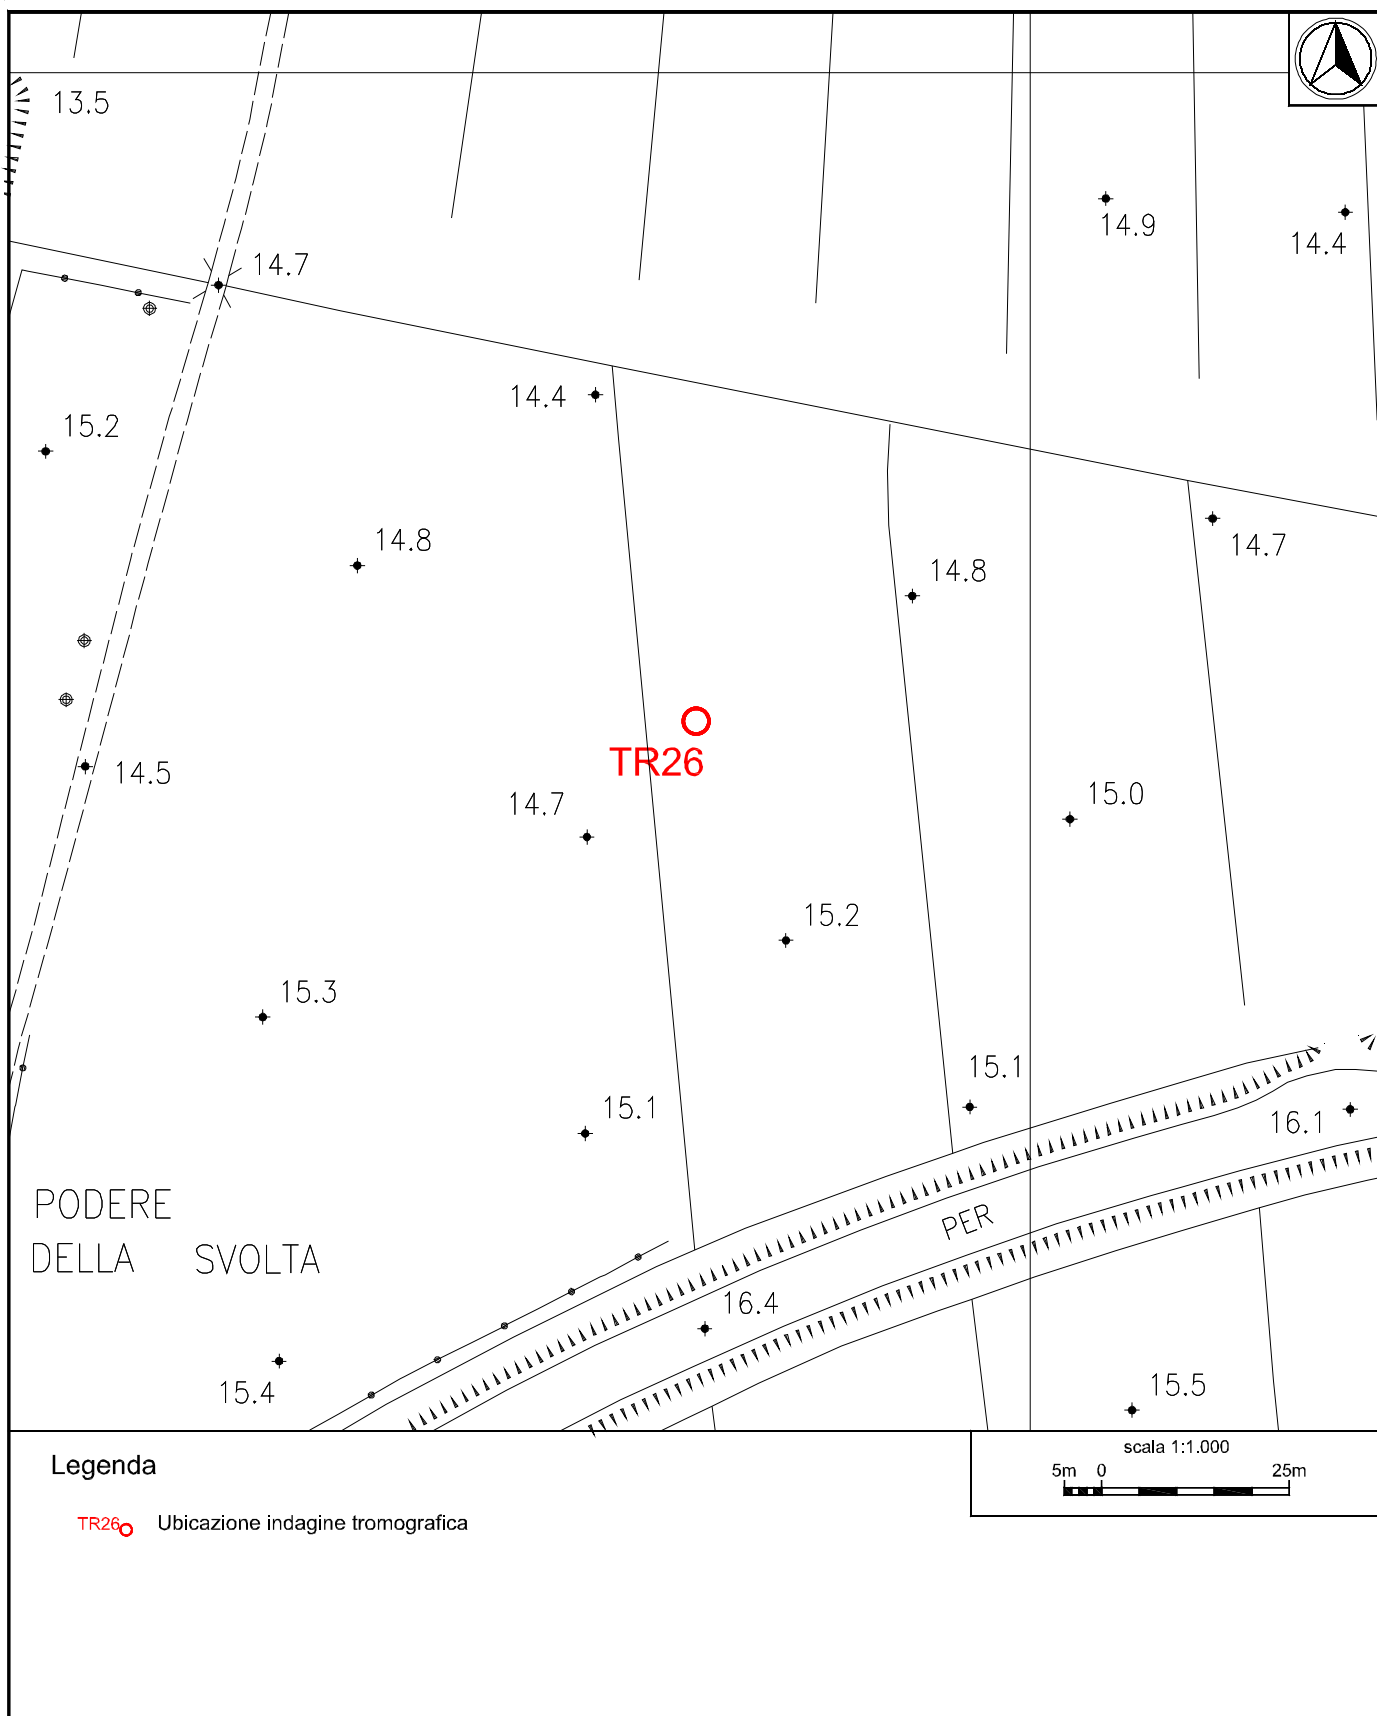 13.5
14.9
14.4
14.7
14.4
15.2
14.8
14.7
14.8
TR26
14.5
14.7
15.0
15.2
15.3
15.1
15.1
16.1
PODERE
PER
DELLA SVOLTA
16.4
15.4
15.5
Legenda
scala 1:1.000
5m 0 25m
TR26 Ubicazione indagine tromografica